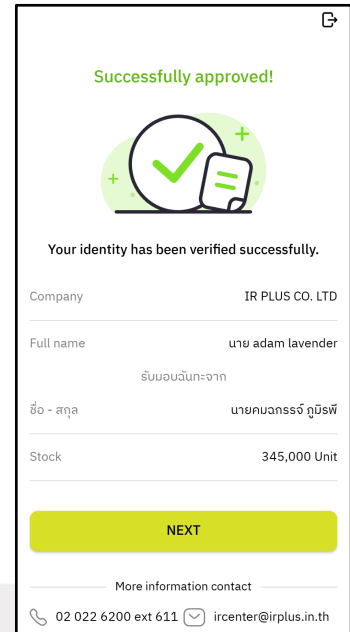 Successfully approved!
Your identity has been verified successfully.
Company IR PLUS CO. LTD
Full name นาย adam lavender
รับมอบฉันทะจาก
ชื่อ - สกุล นายคมฉกรรจ์ ภูมิรพี
Stock 345,000 Unit
NEXT
More information contact
02 022 6200 ext 611 ircenter@irplus.in.th